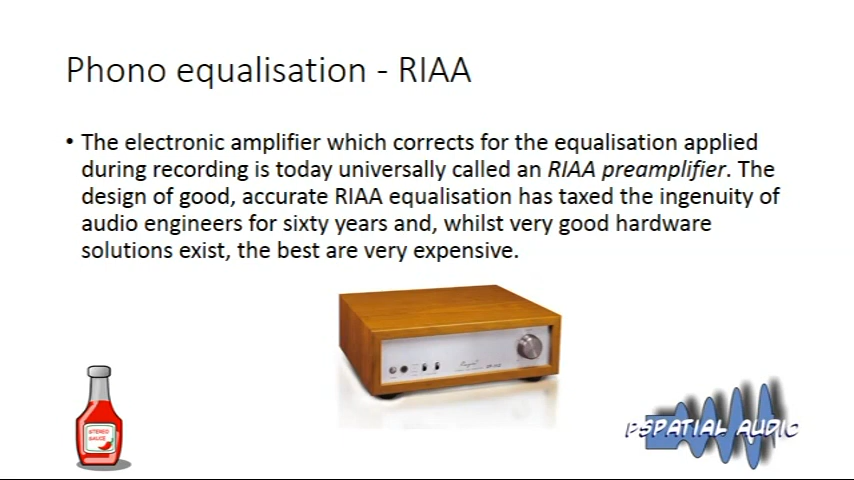 Phono equalisation - RIAA
• The electronic amplifier which corrects for the equalisation applied
during recording is today universally called an RIAA preamplifier. The
design of good, accurate RIAA equalisation has taxed the ingenuity of
audio engineers for sixty years and, whilst very good hardware
solutions exist, the best are very expensive.
STEREO
SAUCE
PSPATIAL AUDIO